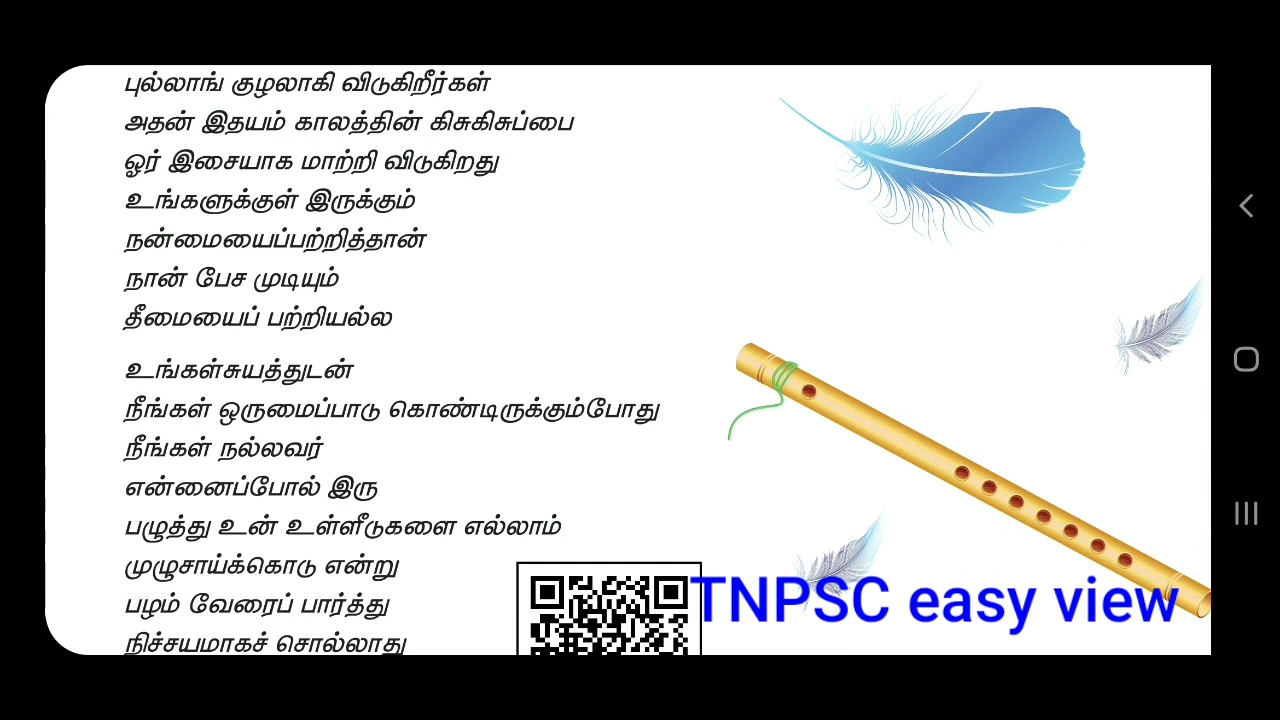 புல்லாங் குழலாகி விடுகிறீர்கள்
அதன் இதயம் காலத்தின் கிசுகிசுப்பை
ஓர் இசையாக மாற்றி விடுகிறது
உங்களுக்குள் இருக்கும்
நன்மையைப்பற்றித்தான்
நான் பேச முடியும்
தீமையைப் பற்றியல்ல
உங்கள்சுயத்துடன்
நீங்கள் ஒருமைப்பாடு கொண்டிருக்கும்போது
நீங்கள் நல்லவர்
என்னைப்போல் இரு
பழுத்து உன் உள்ளீடுகளை எல்லாம்
முழுசாய்க்கொடு என்று
பழம் வேரைப் பார்த்து
நிச்சயமாகச் சொல்லாது
TNPSC easy view